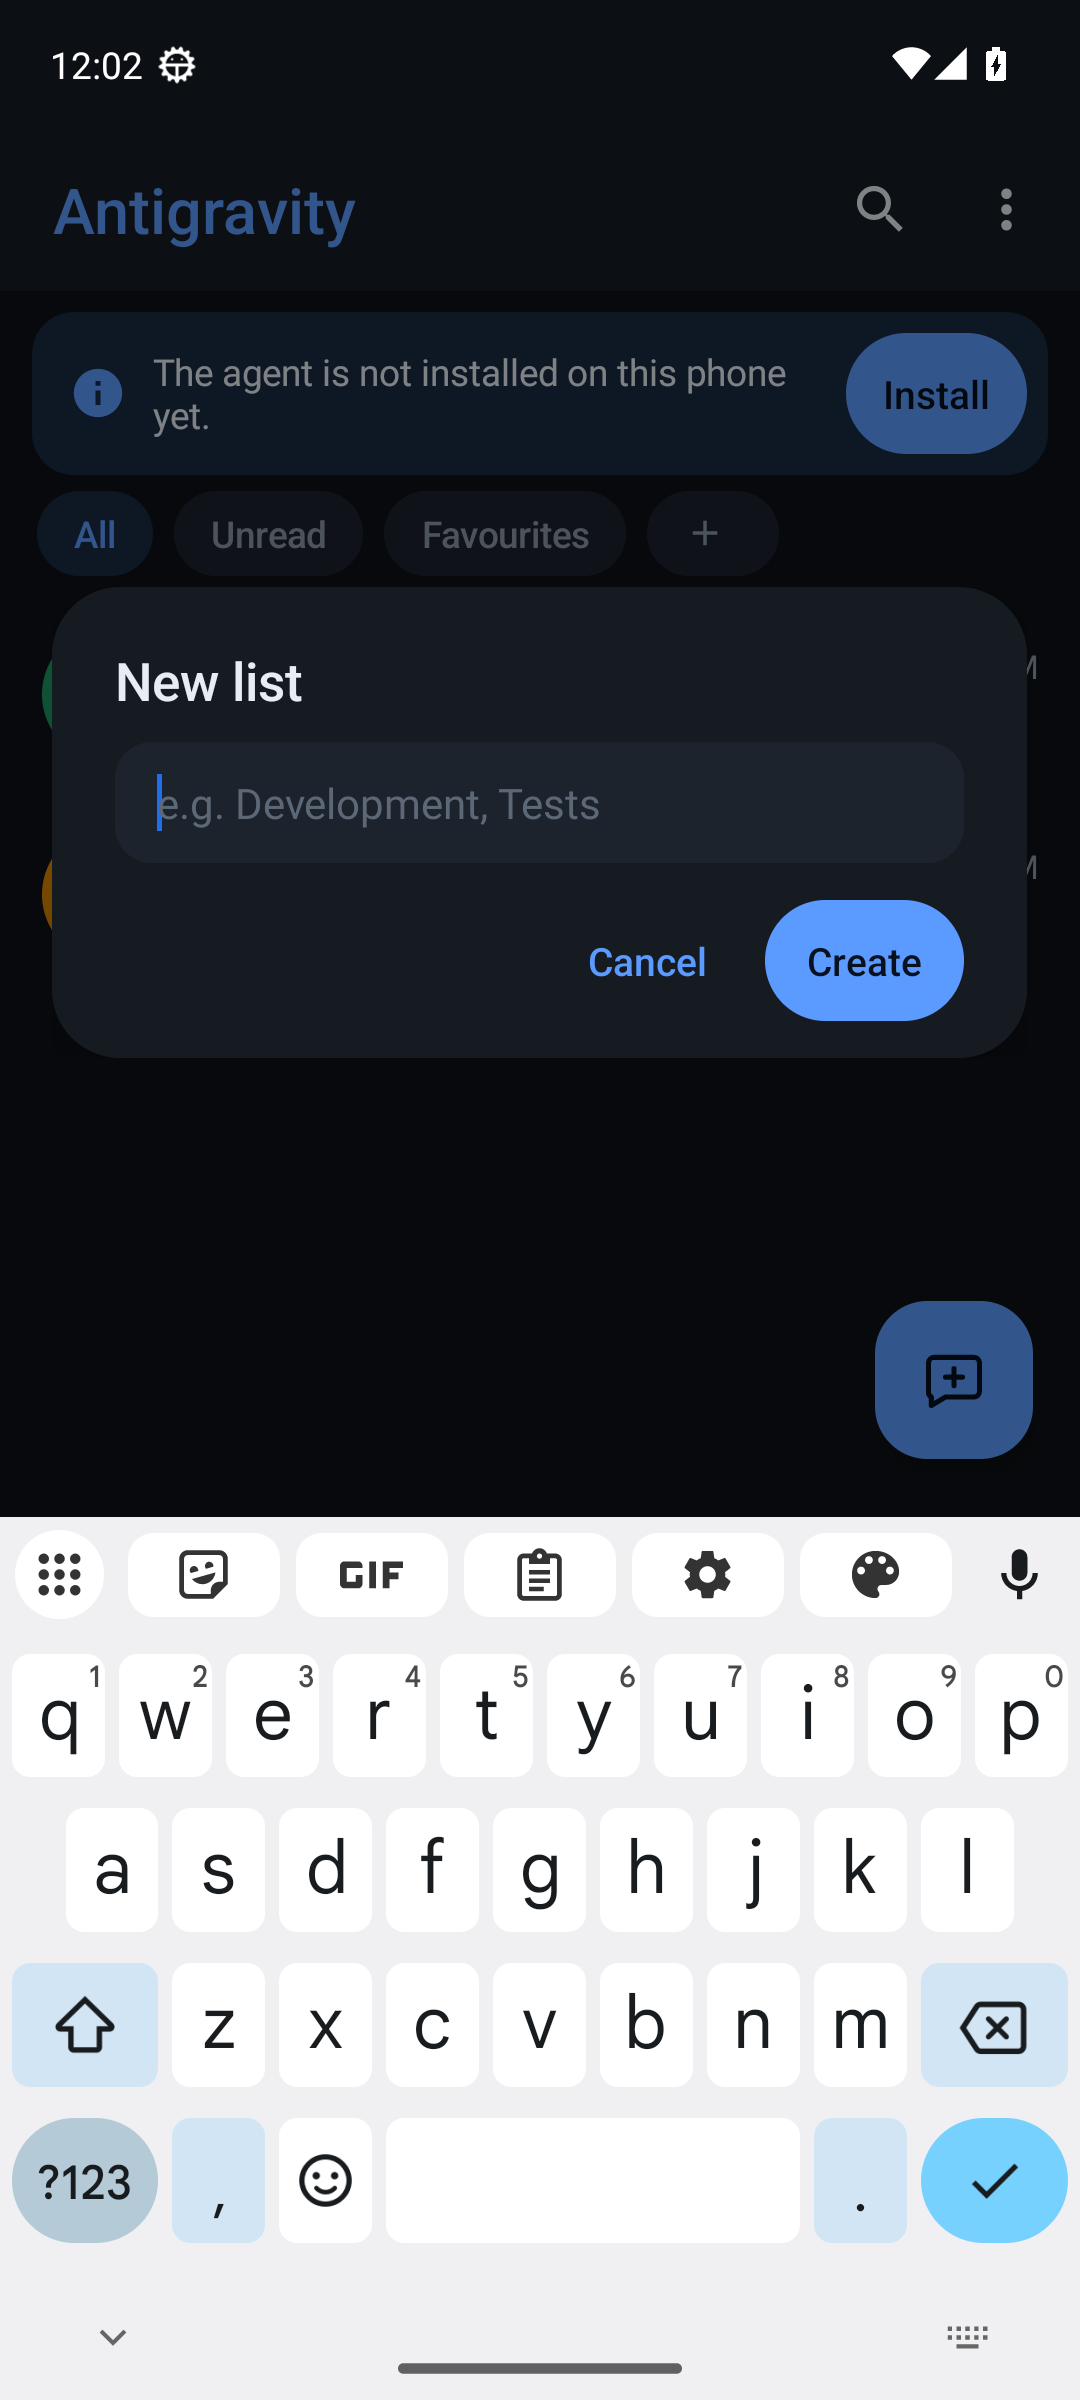 12:02
Antigravity
The agent is not installed on this phone
yet.
Install
All
Unread
Favourites
+
New list
e.g. Development, Tests
Cancel
Create
GIF
q 1 w 2 e 3 r 4 t 5 y 6 u 7 i 8 o 9 p 0
a s d f g h j k l
z x c v b n m
?123 , .